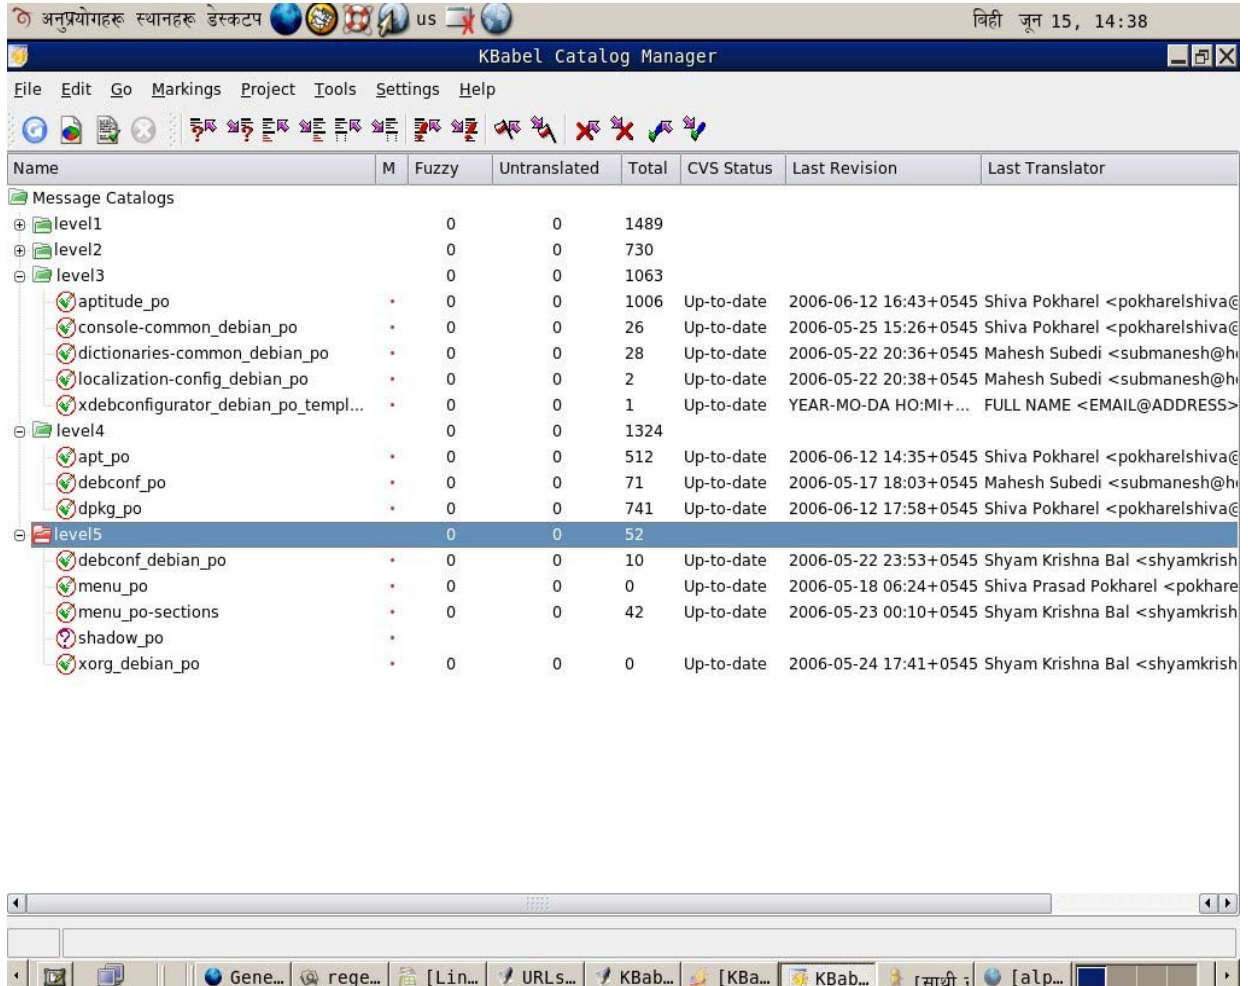 अनुप्रयोगहरू स्थानहरू डेस्कटप us बिही जून 15, 14:38
KBabel Catalog Manager
File Edit Go Markings Project Tools Settings Help
Name M Fuzzy Untranslated Total CVS Status Last Revision Last Translator
Message Catalogs
level1 0 0 1489
level2 0 0 730
level3 0 0 1063
aptitude_po 0 0 1006 Up-to-date 2006-06-12 16:43+0545 Shiva Pokharel <pokharelshiva@
console-common_debian_po 0 0 26 Up-to-date 2006-05-25 15:26+0545 Shiva Pokharel <pokharelshiva@
dictionaries-common_debian_po 0 0 28 Up-to-date 2006-05-22 20:36+0545 Mahesh Subedi <submanesh@h
localization-config_debian_po 0 0 2 Up-to-date 2006-05-22 20:38+0545 Mahesh Subedi <submanesh@h
xdebconfigurator_debian_po_templ... 0 0 1 Up-to-date YEAR-MO-DA HO:MI+... FULL NAME <EMAIL@ADDRESS>
level4 0 0 1324
apt_po 0 0 512 Up-to-date 2006-06-12 14:35+0545 Shiva Pokharel <pokharelshiva@
debconf_po 0 0 71 Up-to-date 2006-05-17 18:03+0545 Mahesh Subedi <submanesh@h
dpkg_po 0 0 741 Up-to-date 2006-06-12 17:58+0545 Shiva Pokharel <pokharelshiva@
level5 0 0 52
debconf_debian_po 0 0 10 Up-to-date 2006-05-22 23:53+0545 Shyam Krishna Bal <shyamkrish
menu_po 0 0 0 Up-to-date 2006-05-18 06:24+0545 Shiva Prasad Pokharel <pokhare
menu_po-sections 0 0 42 Up-to-date 2006-05-23 00:10+0545 Shyam Krishna Bal <shyamkrish
shadow_po
xorg_debian_po 0 0 0 Up-to-date 2006-05-24 17:41+0545 Shyam Krishna Bal <shyamkrish
Gene... rege... [Lin... URLs... KBab... [KBa... KBab... [साथी [alp...